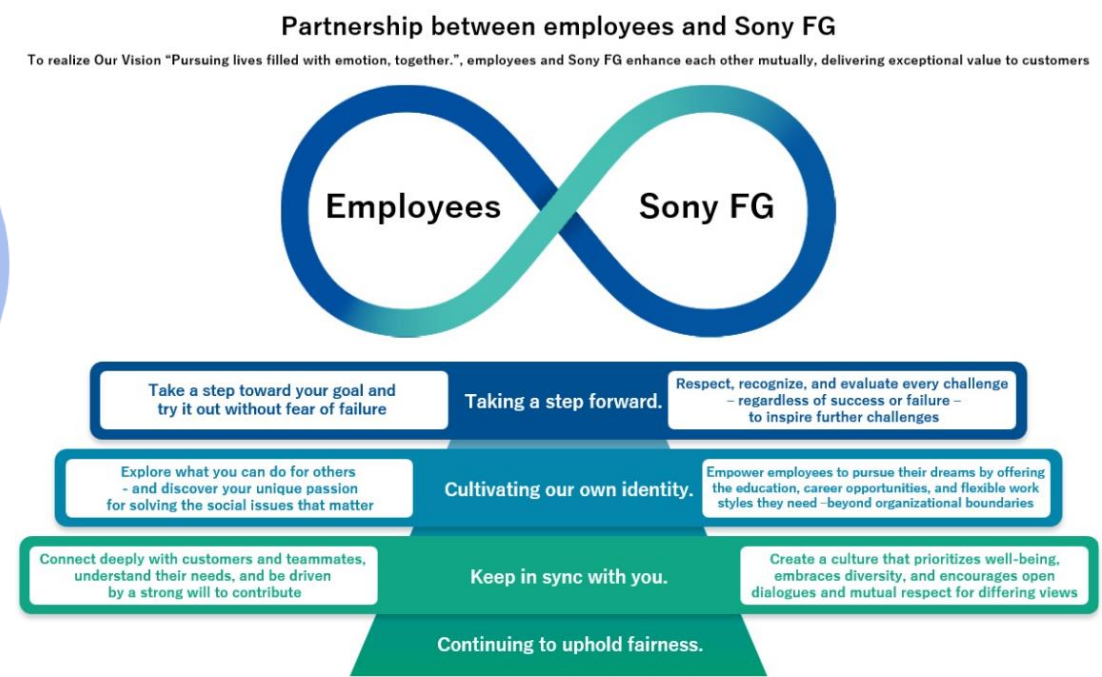 Partnership between employees and Sony FG
To realize Our Vision “Pursuing lives filled with emotion, together.”, employees and Sony FG enhance each other mutually, delivering exceptional value to customers
Employees
Sony FG
Take a step toward your goal and
try it out without fear of failure
Taking a step forward.
Respect, recognize, and evaluate every challenge
– regardless of success or failure –
to inspire further challenges
Explore what you can do for others
- and discover your unique passion
for solving the social issues that matter
Cultivating our own identity.
Empower employees to pursue their dreams by offering
the education, career opportunities, and flexible work
styles they need –beyond organizational boundaries
Connect deeply with customers and teammates,
understand their needs, and be driven
by a strong will to contribute
Keep in sync with you.
Create a culture that prioritizes well-being,
embraces diversity, and encourages open
dialogues and mutual respect for differing views
Continuing to uphold fairness.